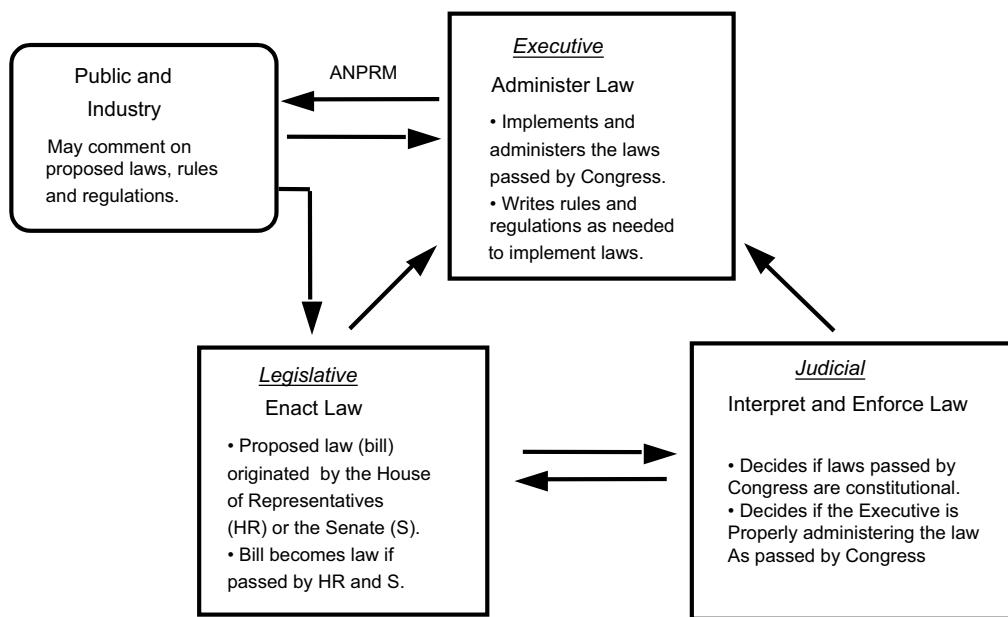 Public and
Industry
May comment on
proposed laws, rules
and regulations.
ANPRM
Executive
Administer Law
• Implements and
administers the laws
passed by Congress.
• Writes rules and
regulations as needed
to implement laws.
Legislative
Enact Law
• Proposed law (bill)
originated by the House
of Representatives
(HR) or the Senate (S).
• Bill becomes law if
passed by HR and S.
Judicial
Interpret and Enforce Law
• Decides if laws passed by
Congress are constitutional.
• Decides if the Executive is
Properly administering the law
As passed by Congress